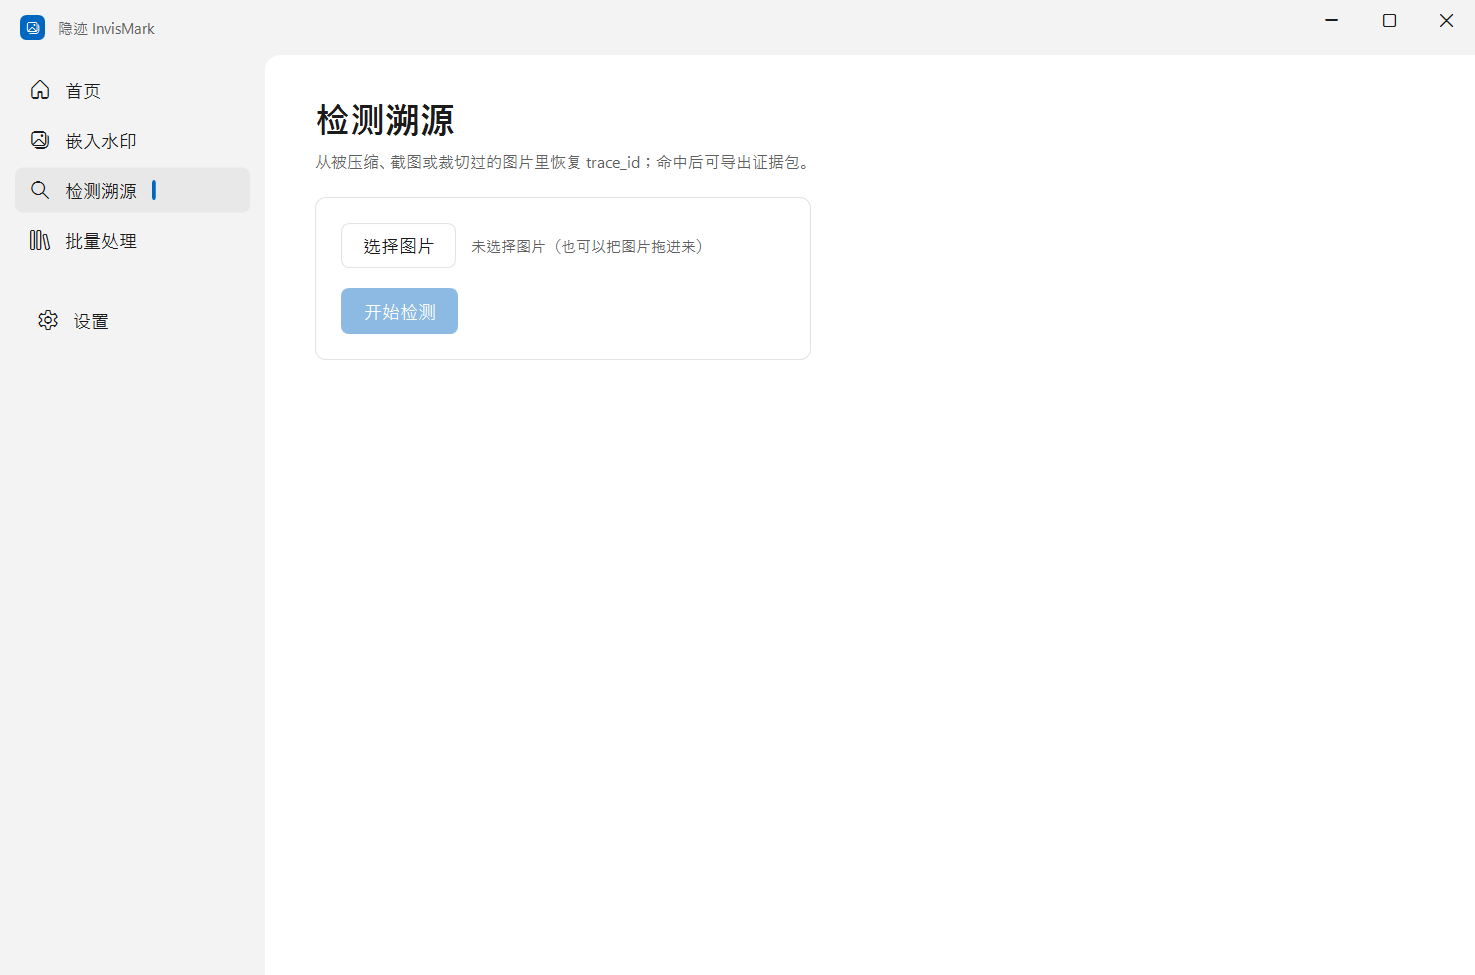 隐迹 InvisMark
首页
嵌入水印
检测溯源
批量处理
设置
检测溯源
从被压缩、截图或裁切过的图片里恢复 trace_id；命中后可导出证据包。
选择图片 未选择图片（也可以把图片拖进来）
开始检测